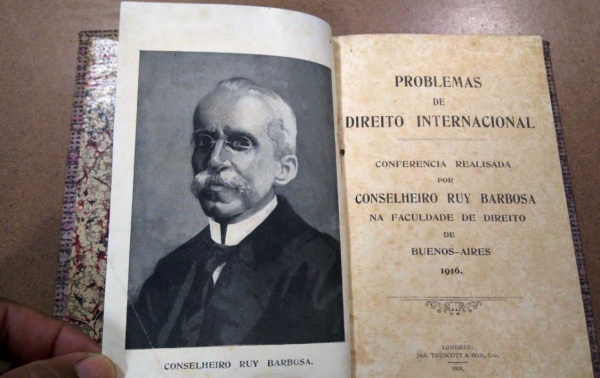 CONSELHEIRO RUY BARBOSA.
PROBLEMAS
DE
DIREITO INTERNACIONAL
CONFERENCIA REALISADA
POR
CONSELHEIRO RUY BARBOSA
NA FACULDADE DE DIREITO
DE
BUENOS-AIRES
1916.
LONDRES:
JAS. TRUSCOTT & SON, LTD.